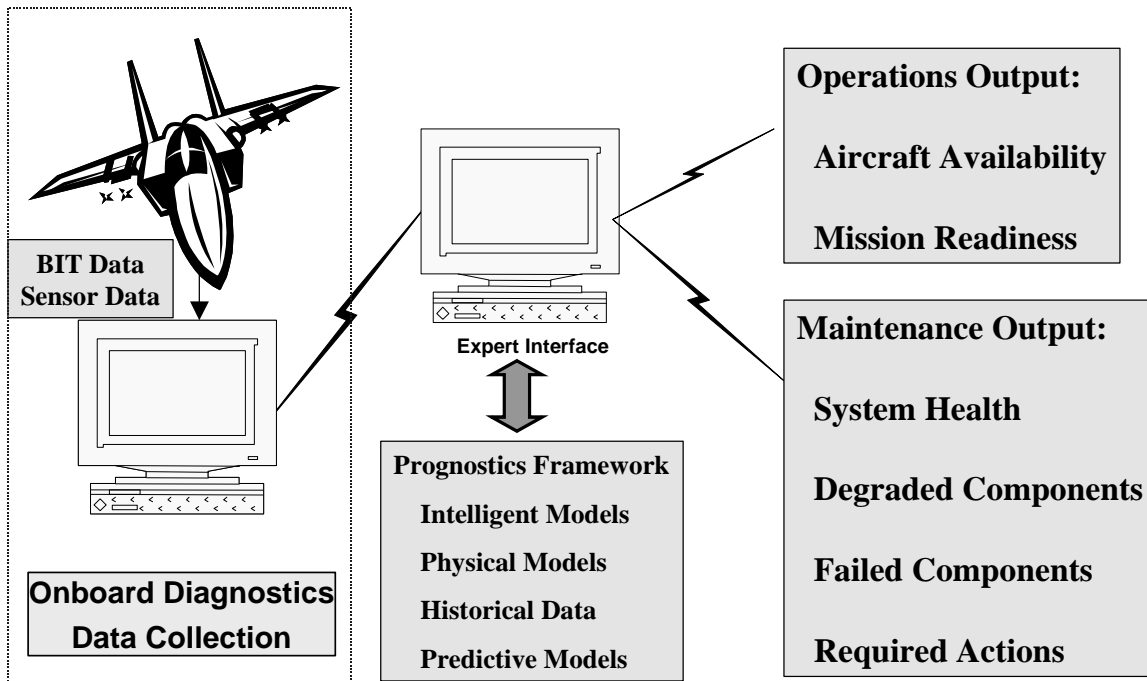 BIT Data
Sensor Data
Onboard Diagnostics
Data Collection
Expert Interface
Prognostics Framework
Intelligent Models
Physical Models
Historical Data
Predictive Models
Operations Output:
Aircraft Availability
Mission Readiness
Maintenance Output:
System Health
Degraded Components
Failed Components
Required Actions